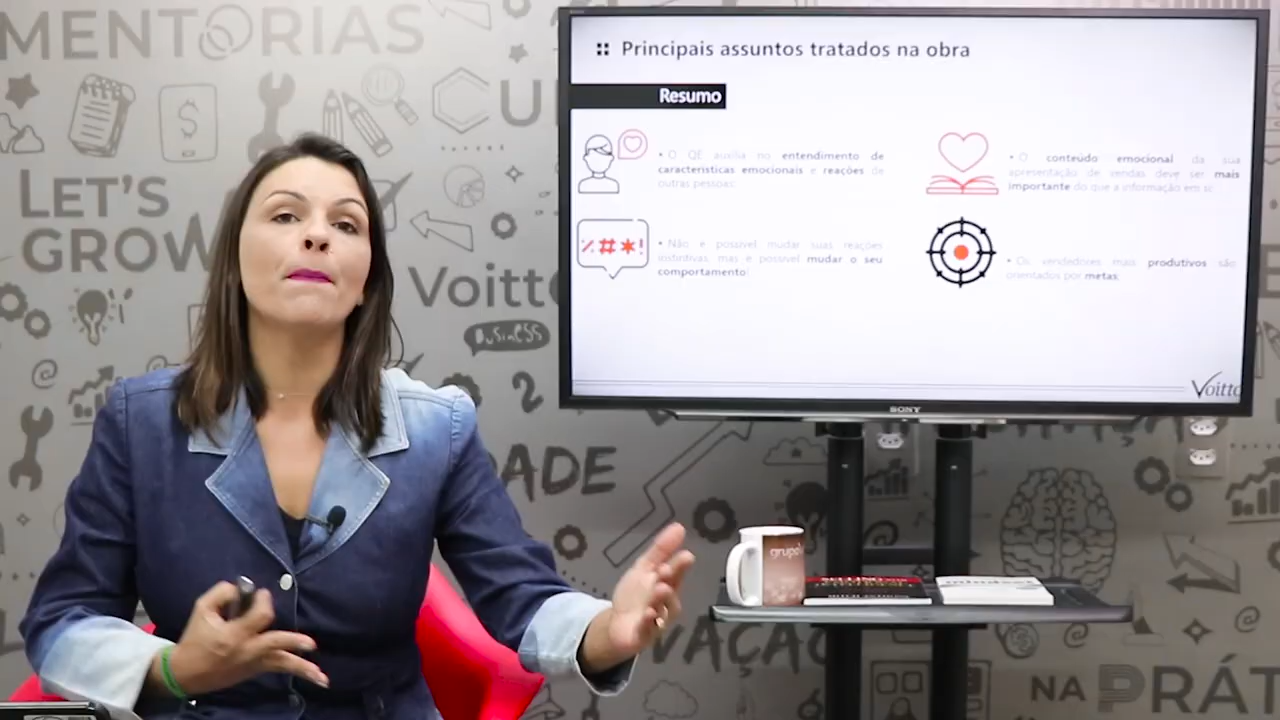 MENTORIAS
LET'S
GROW
Voitto
BUSINESS
:: Principais assuntos tratados na obra
Resumo
• O QE auxilia no entendimento de
características emocionais e reações de
outras pessoas;
• Não é possível mudar suas reações
instintivas, mas é possível mudar o seu
comportamento;
• O conteúdo emocional da sua
apresentação de vendas deve ser mais
importante do que a informação em si;
• Os vendedores mais produtivos são
orientados por metas;
Voitto
SONY
grupo
mindset
NA PRÁT